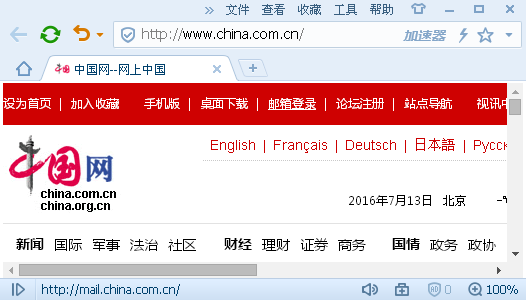 文件 查看 收藏 工具 帮助
http://www.china.com.cn/ 加速器
中国网--网上中国
设为首页 | 加入收藏 手机版 | 桌面下载 | 邮箱登录 | 论坛注册 | 站点导航 视讯中
English | Français | Deutsch | 日本語 | Русск
中国网
china.com.cn
china.org.cn
2016年7月13日 北京
新闻 国际 军事 法治 社区 财经 理财 证券 商务 国情 政务 政协
http://mail.china.com.cn/ 0 100%